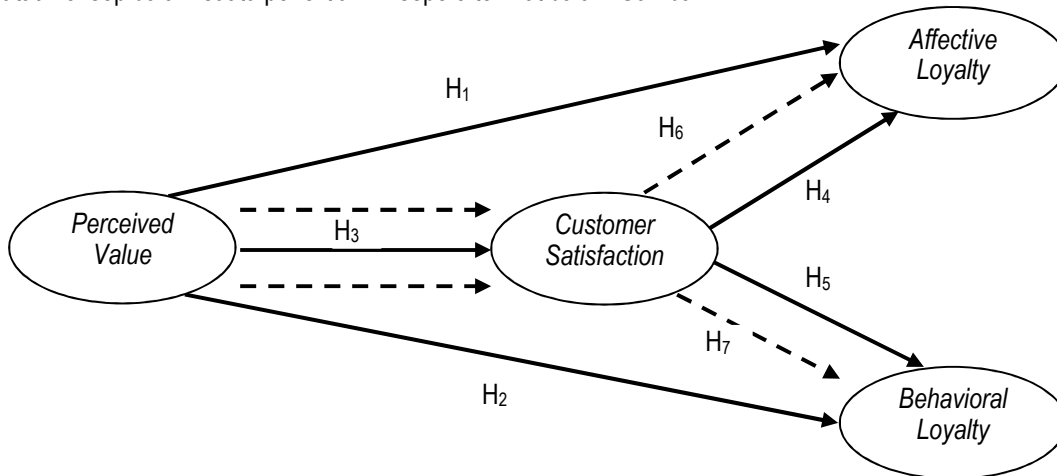 Affective
Loyalty
H1
H6
H4
Perceived
Value
H3
Customer
Satisfaction
H5
H7
H2
Behavioral
Loyalty